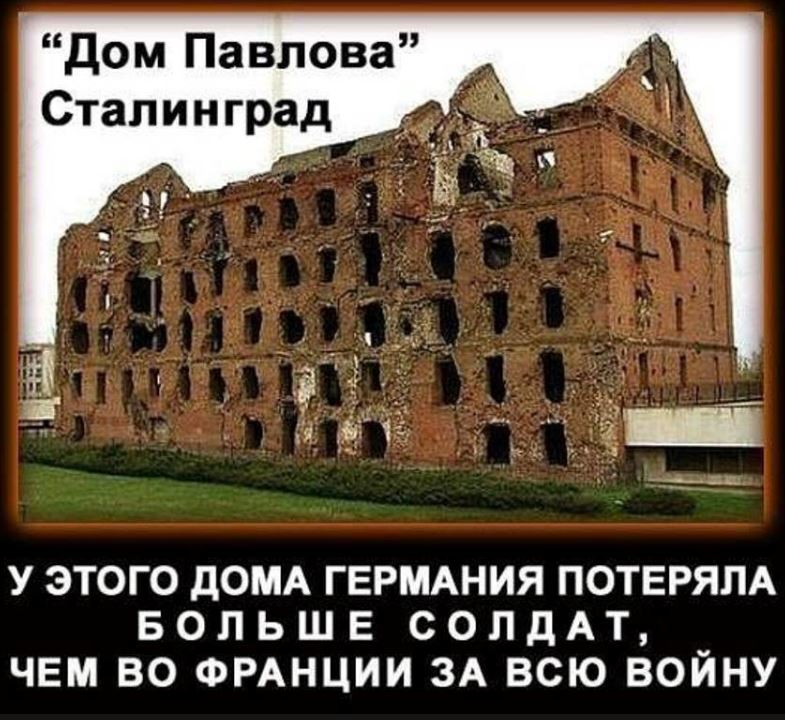 “Дом Павлова”
Сталинград
У ЭТОГО ДОМА ГЕРМАНИЯ ПОТЕРЯЛА
БОЛЬШЕ СОЛДАТ,
ЧЕМ ВО ФРАНЦИИ ЗА ВСЮ ВОЙНУ